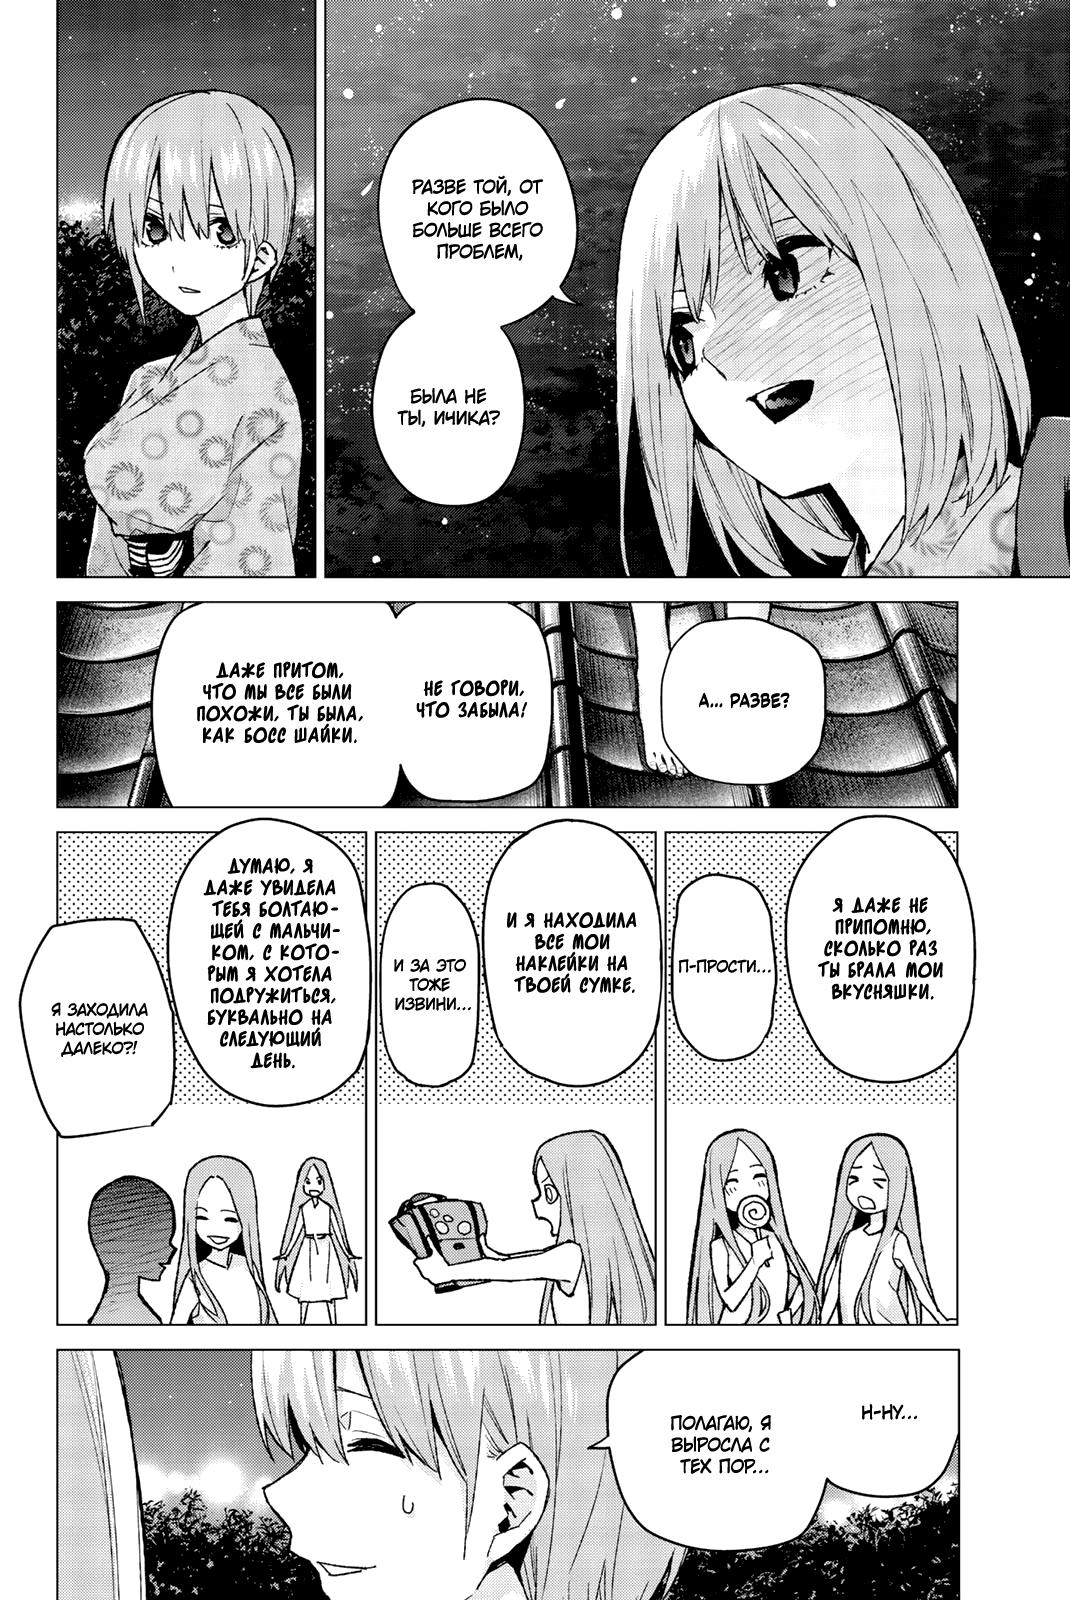 РАЗВЕ ТОЙ, ОТ
КОГО БЫЛО
БОЛЬШЕ ВСЕГО
ПРОБЛЕМ,
БЫЛА НЕ
ТЫ, ИЧИКА?
А... РАЗВЕ?
НЕ ГОВОРИ,
ЧТО ЗАБЫЛА!
ДАЖЕ ПРИТОМ,
ЧТО МЫ ВСЕ БЫЛИ
ПОХОЖИ, ТЫ БЫЛА,
КАК БОСС ШАЙКИ.
Я ДАЖЕ НЕ
ПРИПОМНЮ,
СКОЛЬКО РАЗ
ТЫ БРАЛА МОИ
ВКУСНЯШКИ.
П-ПРОСТИ...
И Я НАХОДИЛА
ВСЕ МОИ
НАКЛЕЙКИ НА
ТВОЕЙ СУМКЕ.
И ЗА ЭТО
ТОЖЕ
ИЗВИНИ...
ДУМАЮ, Я
ДАЖЕ УВИДЕЛА
ТЕБЯ БОЛТАЮ-
ЩЕЙ С МАЛЬЧИ-
КОМ, С КОТО-
РЫМ Я ХОТЕЛА
ПОДРУЖИТЬСЯ,
БУКВАЛЬНО НА
СЛЕДУЮЩИЙ
ДЕНЬ.
Я ЗАХОДИЛА
НАСТОЛЬКО
ДАЛЕКО?!
Н-НУ...
ПОЛАГАЮ, Я
ВЫРОСЛА С
ТЕХ ПОР...